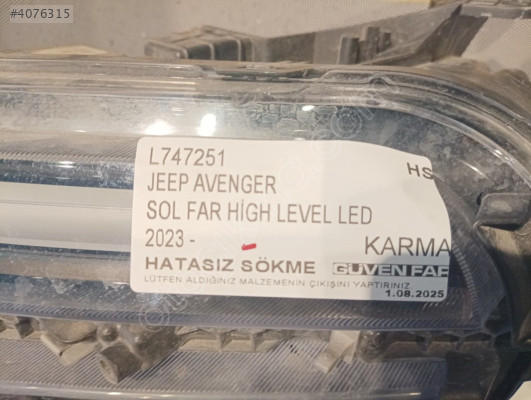 #4076315
L747251
HS
JEEP AVENGER
SOL FAR HİGH LEVEL LED
2023 -
KARMA
HATASIZ SÖKME GÜVEN FAR
LÜTFEN ALDIĞINIZ MALZEMENİN ÇIKIŞINI YAPTIRINIZ
1.08.2025